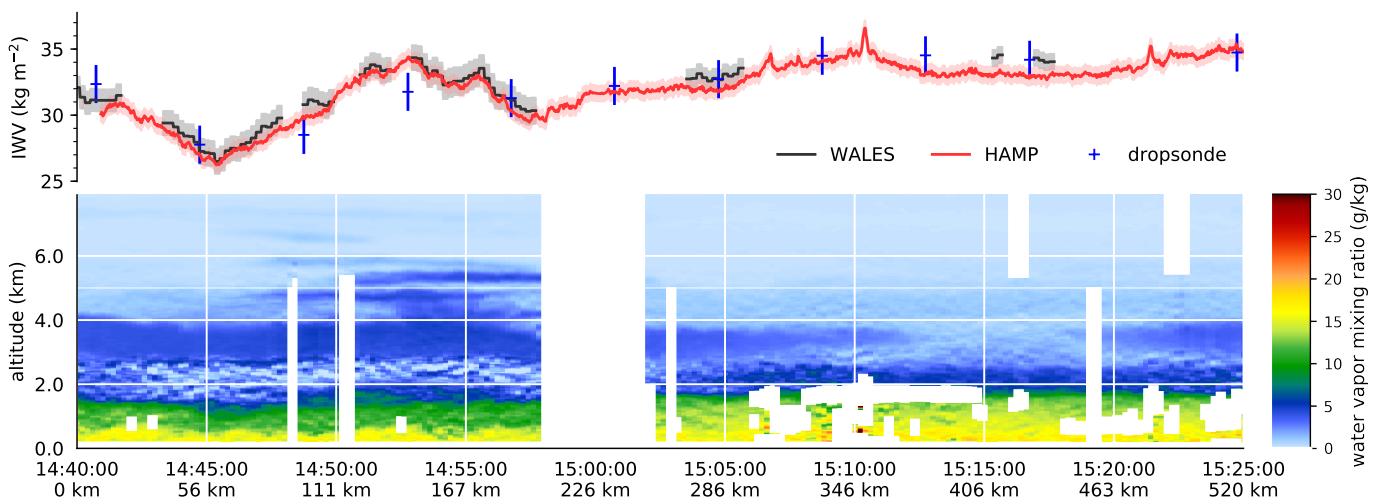 IWV (kg m⁻²)
35
30
25
WALES
HAMP
dropsonde
altitude (km)
6.0
4.0
2.0
0.0
14:40:00 14:45:00 14:50:00 14:55:00 15:00:00 15:05:00 15:10:00 15:15:00 15:20:00 15:25:00
0 km 56 km 111 km 167 km 226 km 286 km 346 km 406 km 463 km 520 km
30
25
20
15
10
5
0
water vapor mixing ratio (g/kg)